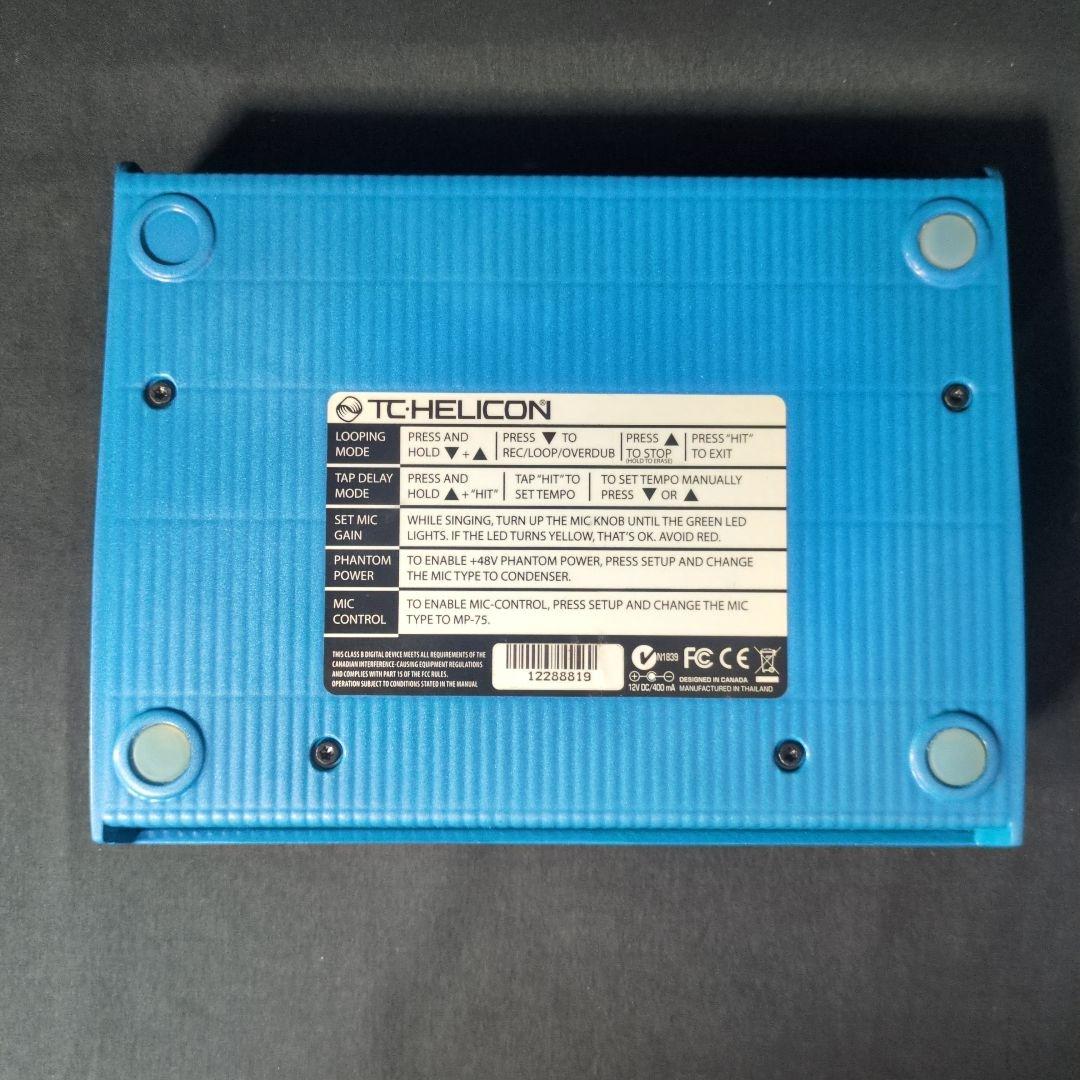 TC·HELICON®
LOOPING MODE
PRESS AND HOLD ▼ + ▲
PRESS ▼ TO REC/LOOP/OVERDUB
PRESS ▲ TO STOP (HOLD TO ERASE)
PRESS "HIT" TO EXIT
TAP DELAY MODE
PRESS AND HOLD ▲ + "HIT"
TAP "HIT" TO SET TEMPO
TO SET TEMPO MANUALLY PRESS ▼ OR ▲
SET MIC GAIN
WHILE SINGING, TURN UP THE MIC KNOB UNTIL THE GREEN LED
LIGHTS. IF THE LED TURNS YELLOW, THAT'S OK. AVOID RED.
PHANTOM POWER
TO ENABLE +48V PHANTOM POWER, PRESS SETUP AND CHANGE
THE MIC TYPE TO CONDENSER.
MIC CONTROL
TO ENABLE MIC-CONTROL, PRESS SETUP AND CHANGE THE MIC
TYPE TO MP-75.
THIS CLASS B DIGITAL DEVICE MEETS ALL REQUIREMENTS OF THE
CANADIAN INTERFERENCE-CAUSING EQUIPMENT REGULATIONS
AND COMPLIES WITH PART 15 OF THE FCC RULES.
OPERATION SUBJECT TO CONDITIONS STATED IN THE MANUAL
12288819
N1839 FC CE
12V DC/400 mA
DESIGNED IN CANADA
MANUFACTURED IN THAILAND